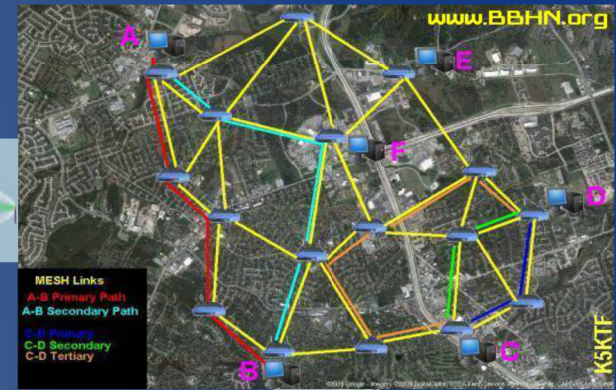 www.BBHN.org
A
E
F
D
MESH Links
A-B Primary Path
A-B Secondary Path
C-D Primary
C-D Secondary
C-D Tertiary
B
C
K5KTF